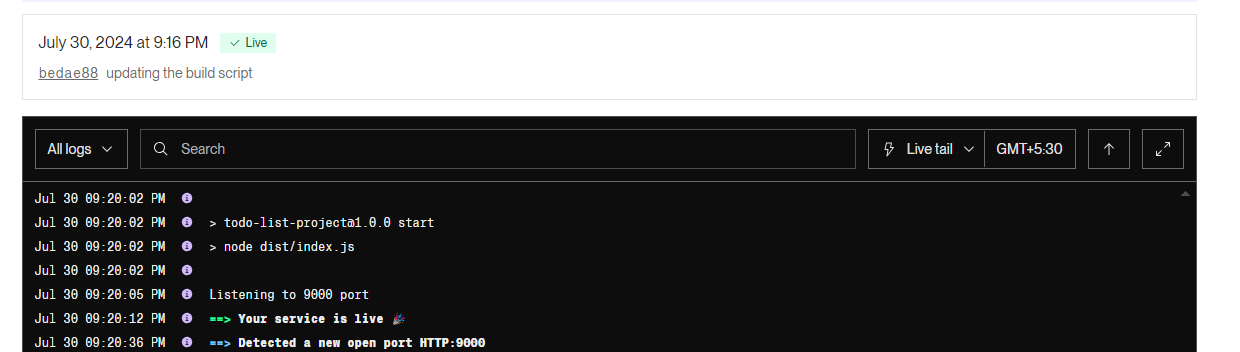 July 30, 2024 at 9:16 PM ✓ Live
bedae88 updating the build script
All logs Search Live tail GMT+5:30
Jul 30 09:20:02 PM
Jul 30 09:20:02 PM > todo-list-project@1.0.0 start
Jul 30 09:20:02 PM > node dist/index.js
Jul 30 09:20:02 PM
Jul 30 09:20:05 PM Listening to 9000 port
Jul 30 09:20:12 PM ==> Your service is live 🎉
Jul 30 09:20:36 PM ==> Detected a new open port HTTP:9000